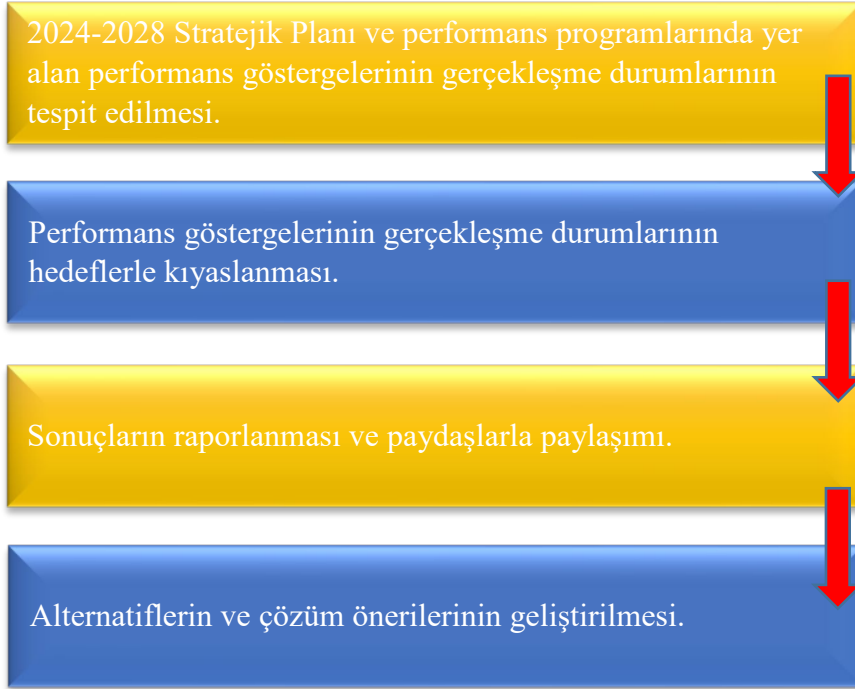 2024-2028 Stratejik Planı ve performans programlarında yer
alan performans göstergelerinin gerçekleşme durumlarının
tespit edilmesi.
Performans göstergelerinin gerçekleşme durumlarının
hedeflerle kıyaslanması.
Sonuçların raporlanması ve paydaşlarla paylaşımı.
Alternatiflerin ve çözüm önerilerinin geliştirilmesi.